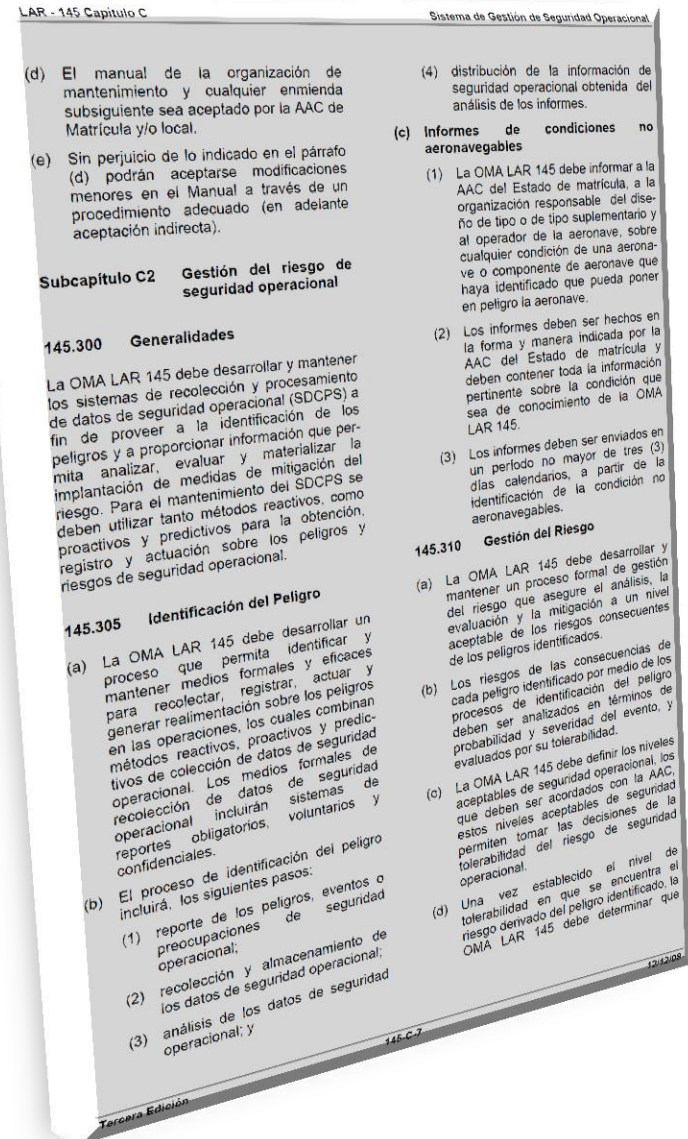 LAR - 145 Capitulo C
Sistema de Gestión de Seguridad Operacional
(d) El manual de la organización de
mantenimiento y cualquier enmienda
subsiguiente sea aceptado por la AAC de
Matrícula y/o local.
(e) Sin perjuicio de lo indicado en el párrafo
(d) podrán aceptarse modificaciones
menores en el Manual a través de un
procedimiento adecuado (en adelante
aceptación indirecta).
Subcapítulo C2 Gestión del riesgo de
seguridad operacional
145.300 Generalidades
La OMA LAR 145 debe desarrollar y mantener
los sistemas de recolección y procesamiento
de datos de seguridad operacional (SDCPS) a
fin de proveer a la identificación de los
peligros y a proporcionar información que per-
mita analizar, evaluar y materializar la
implantación de medidas de mitigación del
riesgo. Para el mantenimiento del SDCPS se
deben utilizar tanto métodos reactivos, como
proactivos y predictivos para la obtención,
registro y actuación sobre los peligros y
riesgos de seguridad operacional.
145.305 Identificación del Peligro
(a) La OMA LAR 145 debe desarrollar un
proceso que permita identificar y
mantener medios formales y eficaces
para recolectar, registrar, actuar y
generar realimentación sobre los peligros
en las operaciones, los cuales combinan
métodos reactivos, proactivos y predic-
tivos de colección de datos de seguridad
operacional. Los medios formales de
recolección de datos de seguridad
operacional incluirán sistemas de
reportes obligatorios, voluntarios y
confidenciales.
(b) El proceso de identificación del peligro
incluirá, los siguientes pasos:
(1) reporte de los peligros, eventos o
preocupaciones de seguridad
operacional;
(2) recolección y almacenamiento de
los datos de seguridad operacional;
(3) análisis de los datos de seguridad
operacional; y
(4) distribución de la información de
seguridad operacional obtenida del
análisis de los informes.
(c) Informes de condiciones no
aeronavegables
(1) La OMA LAR 145 debe informar a la
AAC del Estado de matrícula, a la
organización responsable del dise-
ño de tipo o de tipo suplementario y
al operador de la aeronave, sobre
cualquier condición de una aerona-
ve o componente de aeronave que
haya identificado que pueda poner
en peligro la aeronave.
(2) Los informes deben ser hechos en
la forma y manera indicada por la
AAC del Estado de matrícula y
deben contener toda la información
pertinente sobre la condición que
sea de conocimiento de la OMA
LAR 145.
(3) Los informes deben ser enviados en
un período no mayor de tres (3)
días calendarios, a partir de la
identificación de la condición no
aeronavegables.
145.310 Gestión del Riesgo
(a) La OMA LAR 145 debe desarrollar y
mantener un proceso formal de gestión
del riesgo que asegure el análisis, la
evaluación y la mitigación a un nivel
aceptable de los riesgos consecuentes
de los peligros identificados.
(b) Los riesgos de las consecuencias de
cada peligro identificado por medio de los
procesos de identificación del peligro
deben ser analizados en términos de
probabilidad y severidad del evento, y
evaluados por su tolerabilidad.
(c) La OMA LAR 145 debe definir los niveles
aceptables de seguridad operacional, los
que deben ser acordados con la AAC,
estos niveles aceptables de seguridad
permiten tomar las decisiones de la
tolerabilidad del riesgo de seguridad
operacional.
(d) Una vez establecido el nivel de
tolerabilidad en que se encuentra el
riesgo derivado del peligro identificado, la
OMA LAR 145 debe determinar que
Tercera Edición
145-C-7
12/12/08